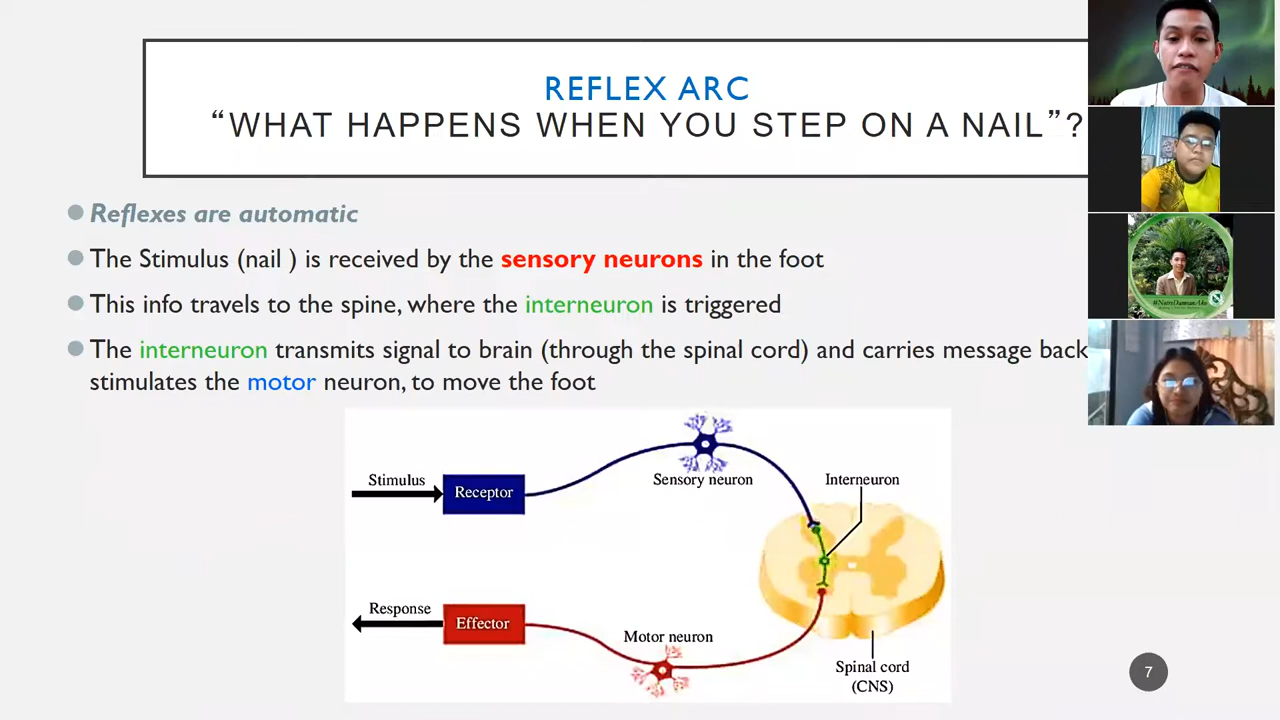 REFLEX ARC
“WHAT HAPPENS WHEN YOU STEP ON A NAIL”?
Reflexes are automatic
The Stimulus (nail ) is received by the sensory neurons in the foot
This info travels to the spine, where the interneuron is triggered
The interneuron transmits signal to brain (through the spinal cord) and carries message back
stimulates the motor neuron, to move the foot
Stimulus
Receptor
Sensory neuron
Interneuron
Response
Effector
Motor neuron
Spinal cord
(CNS)
7
#NotreDamianAko